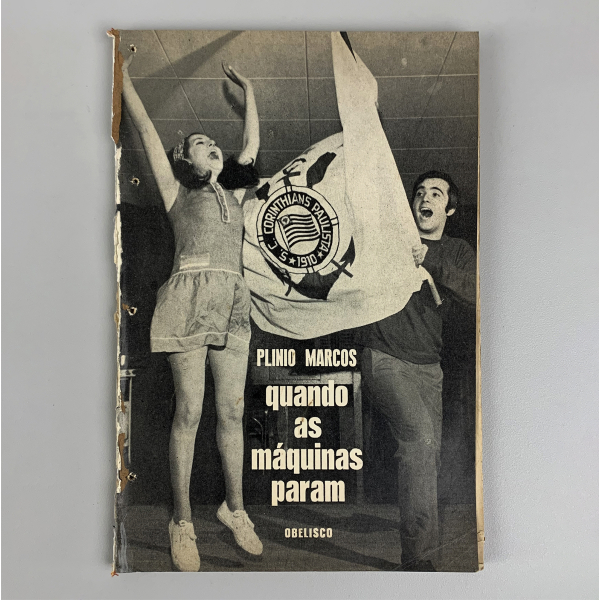 S.C. CORINTHIANS PAULISTA
★ 1910 ★
PLINIO MARCOS
quando
as
máquinas
param
OBELISCO